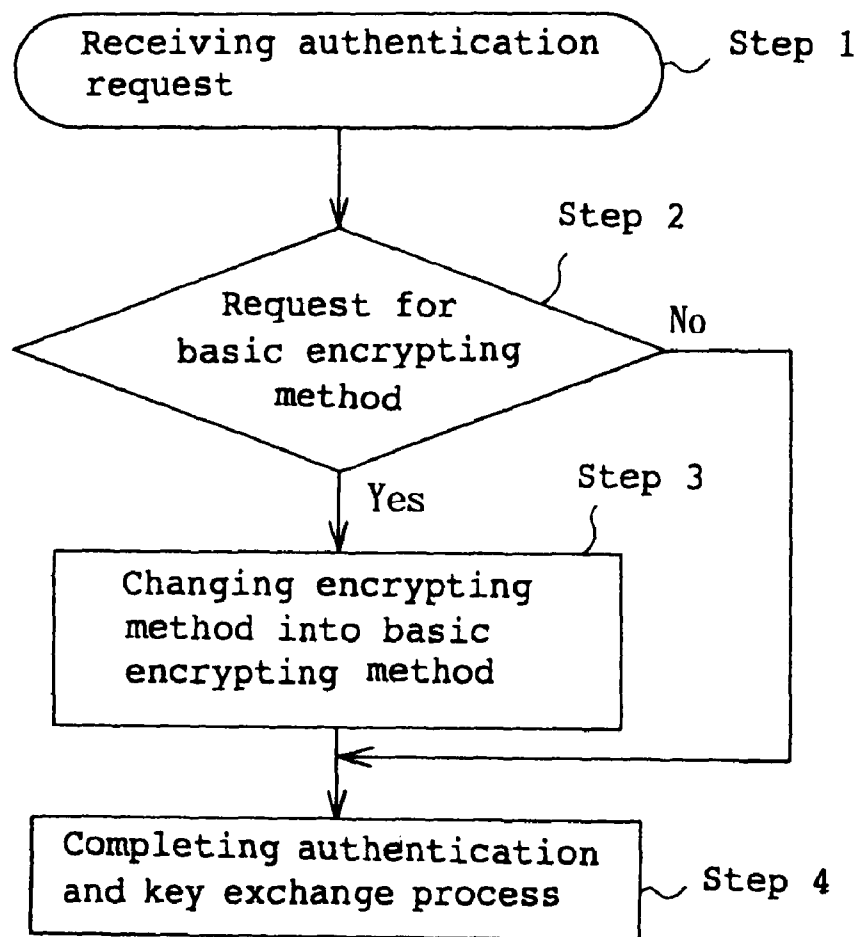 Receiving authentication
request
Step 1
Step 2
Request for
basic encrypting
method
No
Yes
Step 3
Changing encrypting
method into basic
encrypting method
Completing authentication
and key exchange process
Step 4